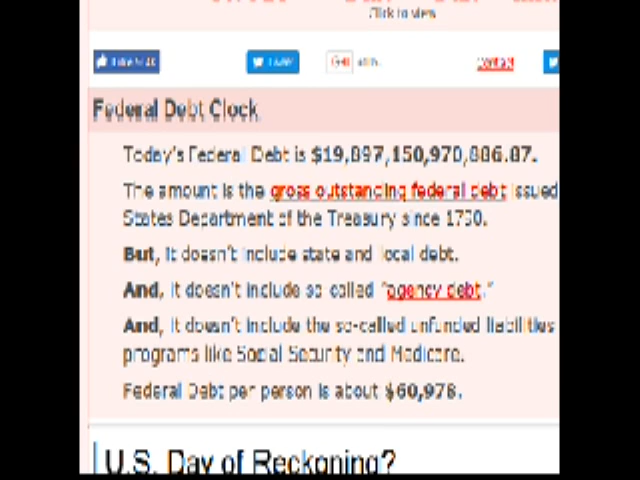 Click to view
Tweet
G+1
contact
Federal Debt Clock
Today's Federal Debt is $19,897,150,970,886.87.
The amount is the gross outstanding federal debt issued
States Department of the Treasury since 1790.
But, it doesn't include state and local debt.
And, it doesn't include so-called "agency debt."
And, it doesn't include the so-called unfunded liabilities
programs like Social Security and Medicare.
Federal Debt per person is about $60,978.
U.S. Day of Reckoning?